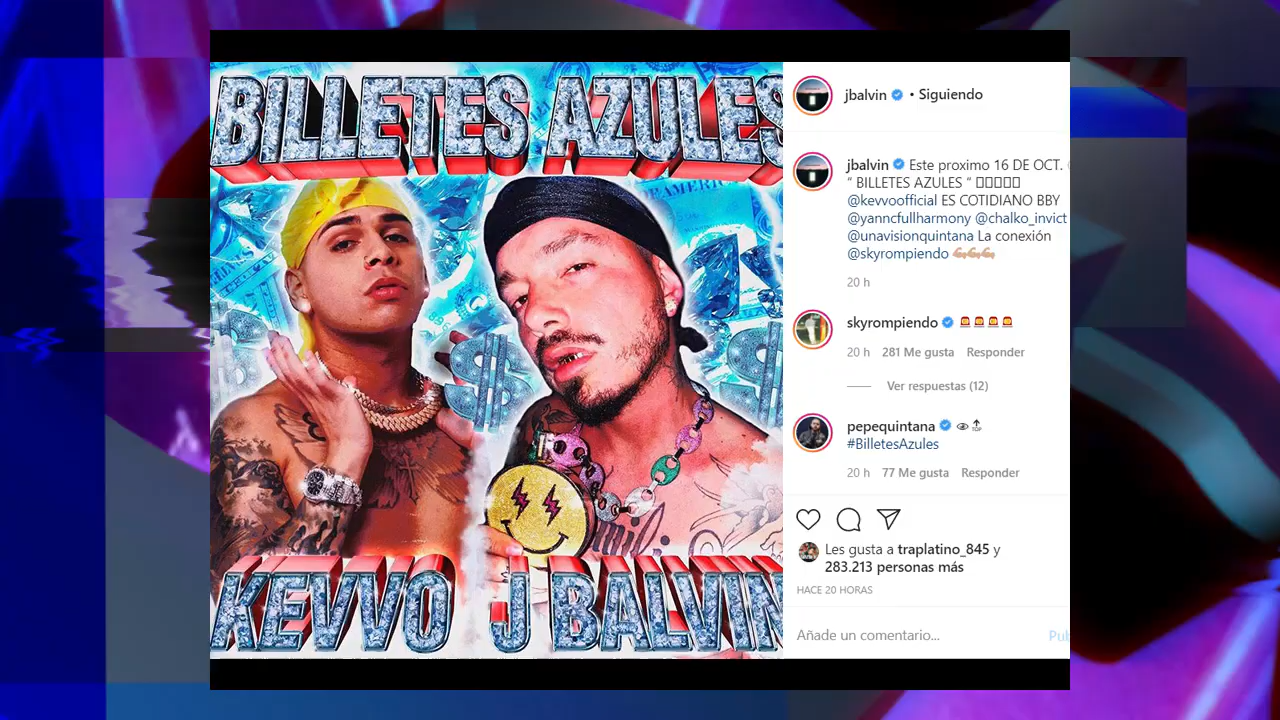 BILLETES AZULES
KEVVO J BALVIN
jbalvin • Siguiendo
jbalvin Este proximo 16 DE OCT.
“ BILLETES AZULES “
@kevvoofficial ES COTIDIANO BBY
@yanncfullharmony @chalko_invict
@unavisionquintana La conexión
@skyrompiendo
20 h
skyrompiendo
20 h 281 Me gusta Responder
Ver respuestas (12)
pepequintana TOP
#BilletesAzules
20 h 77 Me gusta Responder
Les gusta a traplatino_845 y
283.213 personas más
HACE 20 HORAS
Añade un comentario... Pub